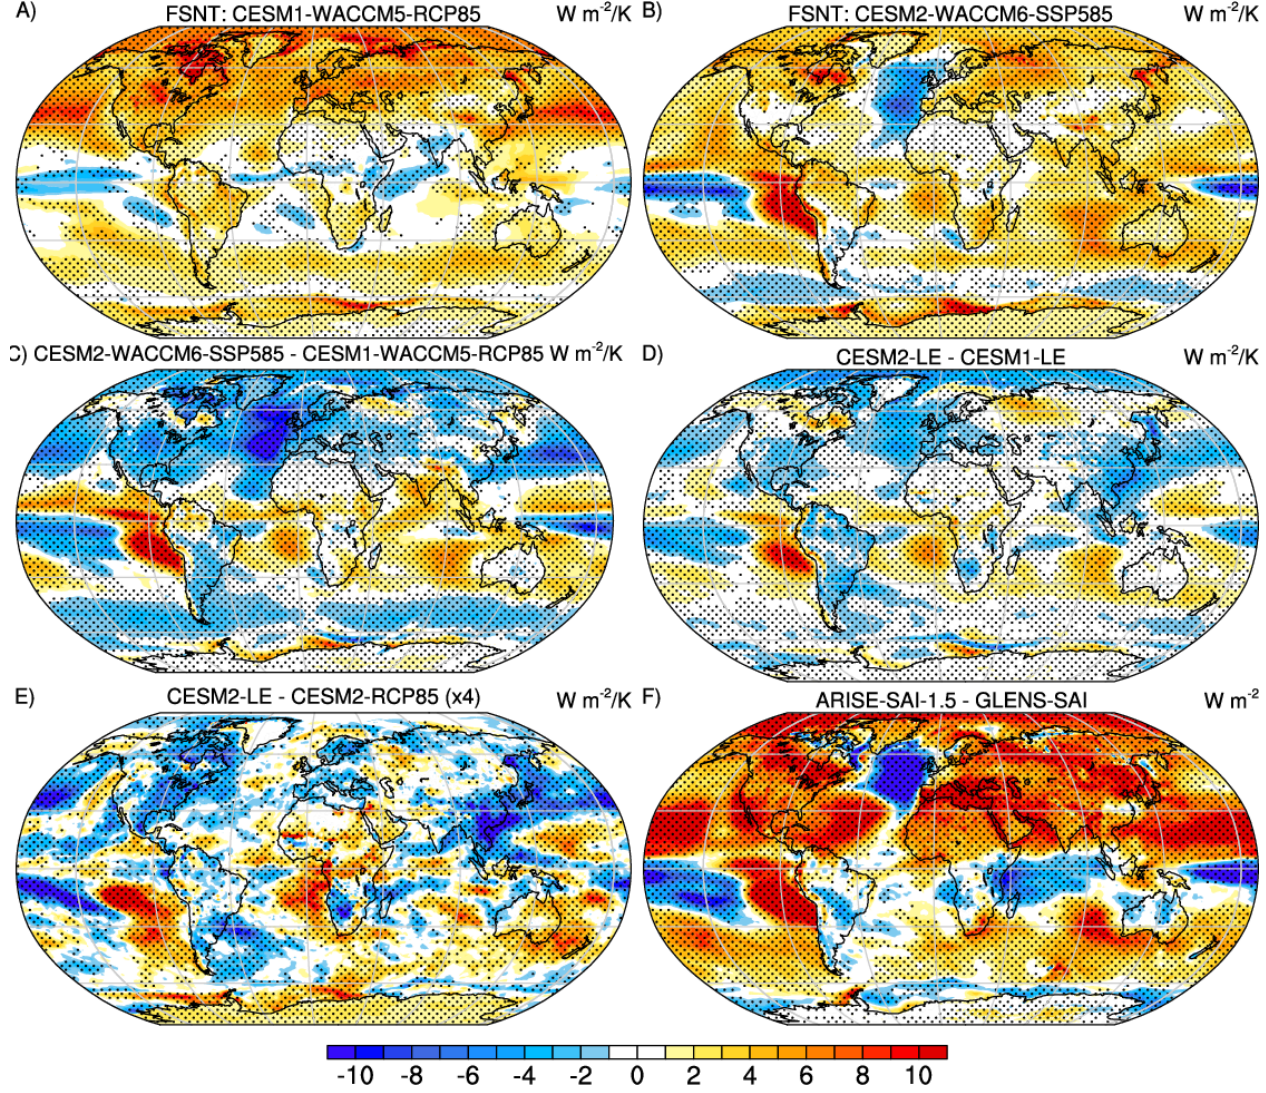 A) FSNT: CESM1-WACCM5-RCP85 W m-2/K
B) FSNT: CESM2-WACCM6-SSP585 W m-2/K
C) CESM2-WACCM6-SSP585 - CESM1-WACCM5-RCP85 W m-2/K
D) CESM2-LE - CESM1-LE W m-2/K
E) CESM2-LE - CESM2-RCP85 (x4) W m-2/K
F) ARISE-SAI-1.5 - GLENS-SAI W m-2
-10 -8 -6 -4 -2 0 2 4 6 8 10